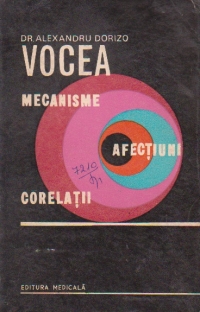 DR. ALEXANDRU DORIZO
VOCEA
MECANISME
AFECȚIUNI
CORELAȚII
EDITURA MEDICALĂ